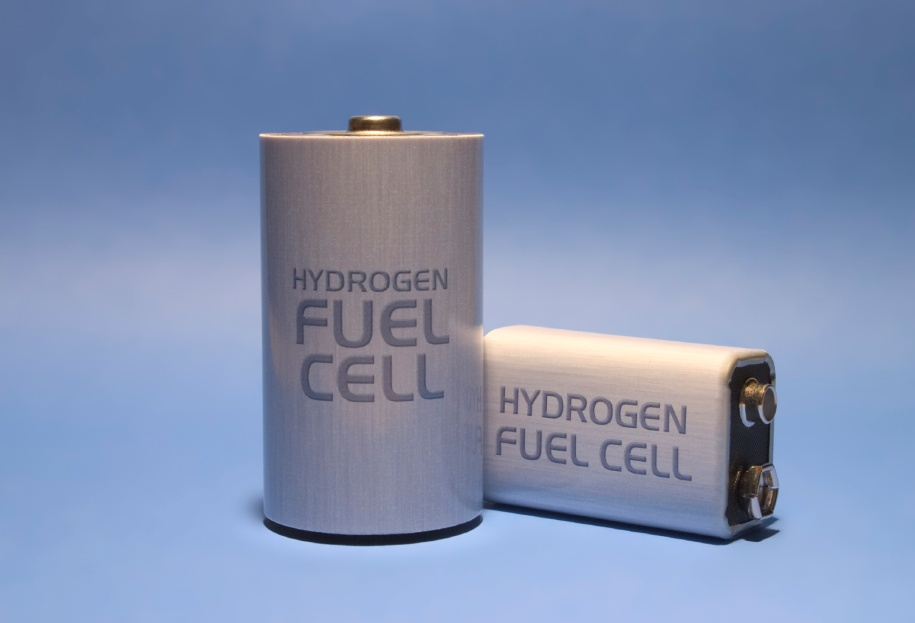 HYDROGEN
FUEL
CELL
HYDROGEN
FUEL CELL